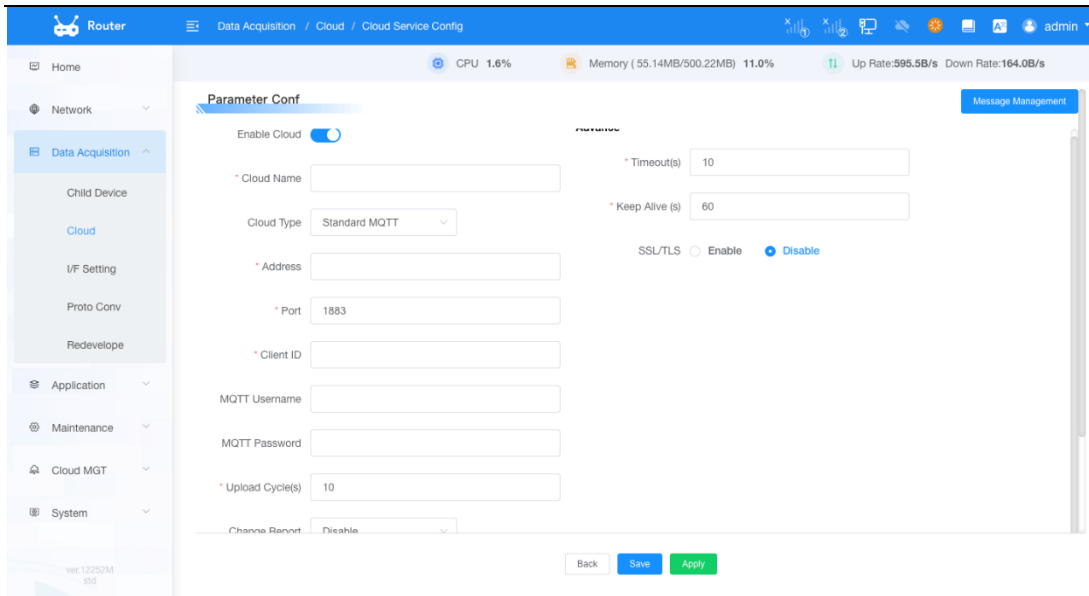 Router
Data Acquisition / Cloud / Cloud Service Config
admin
CPU 1.6%
Memory ( 55.14MB/500.22MB) 11.0%
Up Rate:595.5B/s Down Rate:164.0B/s
Home
Network
Data Acquisition
Child Device
Cloud
I/F Setting
Proto Conv
Redevelope
Application
Maintenance
Cloud MGT
System
ver.12252M
std
Parameter Conf
Message Management
Enable Cloud
* Cloud Name
Cloud Type Standard MQTT
* Address
* Port 1883
* Client ID
MQTT Username
MQTT Password
* Upload Cycle(s) 10
Change Report Disable
Advanse
* Timeout(s) 10
* Keep Alive (s) 60
SSL/TLS Enable Disable
Back Save Apply